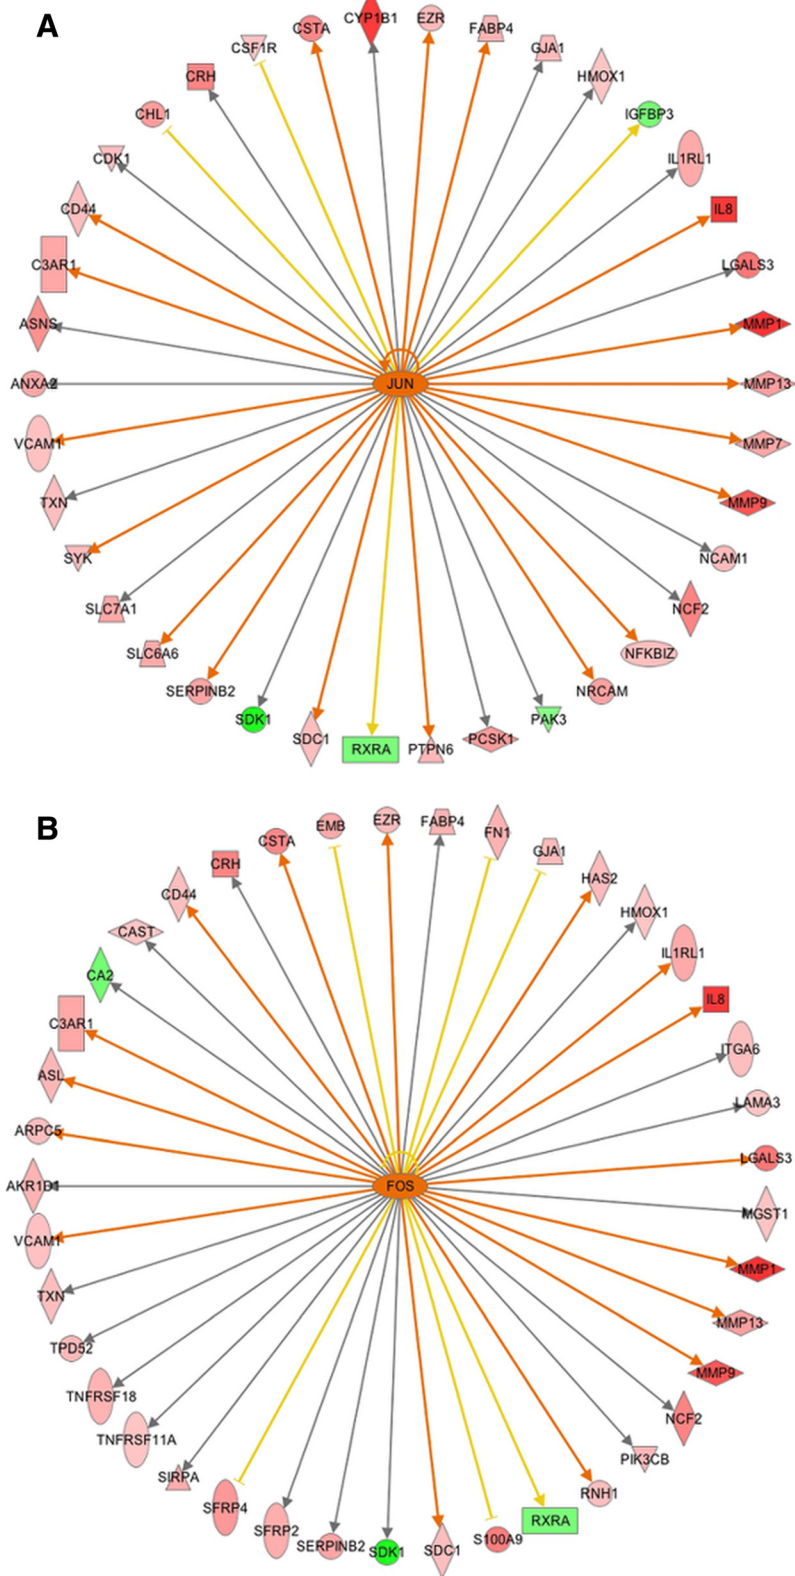 A
CYP1B1
EZR
CSTA
FABP4
CSF1R
GJA1
CRH
HMOX1
CHL1
IGFBP3
CDK1
IL1RL1
CD44
IL8
C3AR1
LGALS3
ASNS
MMP1
ANXA2
JUN
MMP13
VCAM1
MMP7
TXN
MMP9
SYK
NCAM1
SLC7A1
NCF2
SLC6A6
NFKBIZ
SERPINB2
NRCAM
SDK1
PAK3
SDC1
PCSK1
RXRA
PTPN6
B
EMB
EZR
FABP4
FN1
CSTA
GJA1
CRH
HAS2
CD44
HMOX1
CAST
IL1RL1
CA2
IL8
C3AR1
ITGA6
ASL
LAMA3
ARPC5
LGALS3
AKR1D1
FOS
MGST1
VCAM1
MMP1
TXN
MMP13
TPD52
MMP9
TNFRSF18
NCF2
TNFRSF11A
PIK3CB
SIRPA
RNH1
SFRP4
RXRA
SFRP2
S100A9
SERPINB2
SDK1
SDC1